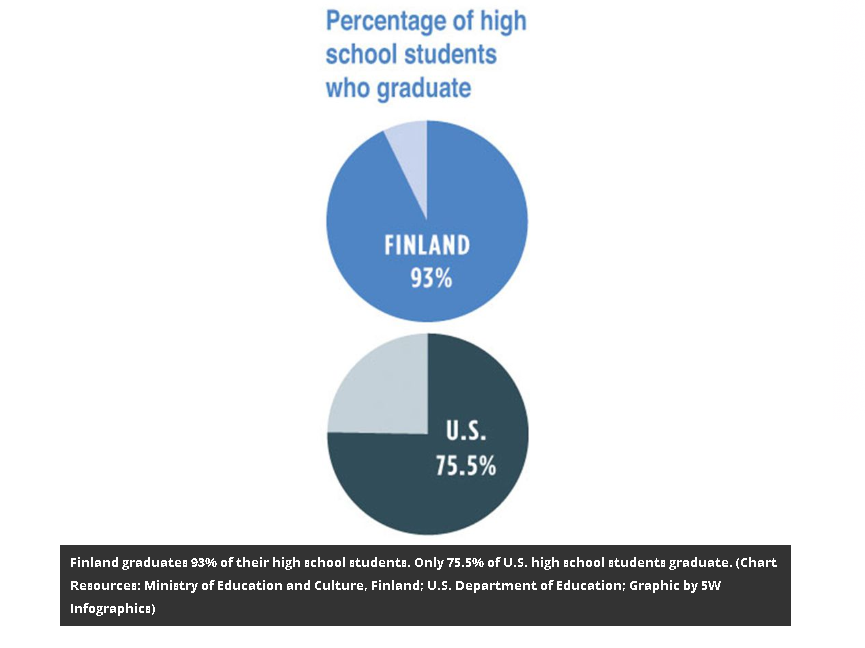 Percentage of high
school students
who graduate
FINLAND
93%
U.S.
75.5%
Finland graduates 93% of their high school students. Only 75.5% of U.S. high school students graduate. (Chart
Resources: Ministry of Education and Culture, Finland; U.S. Department of Education; Graphic by 5W
Infographics)